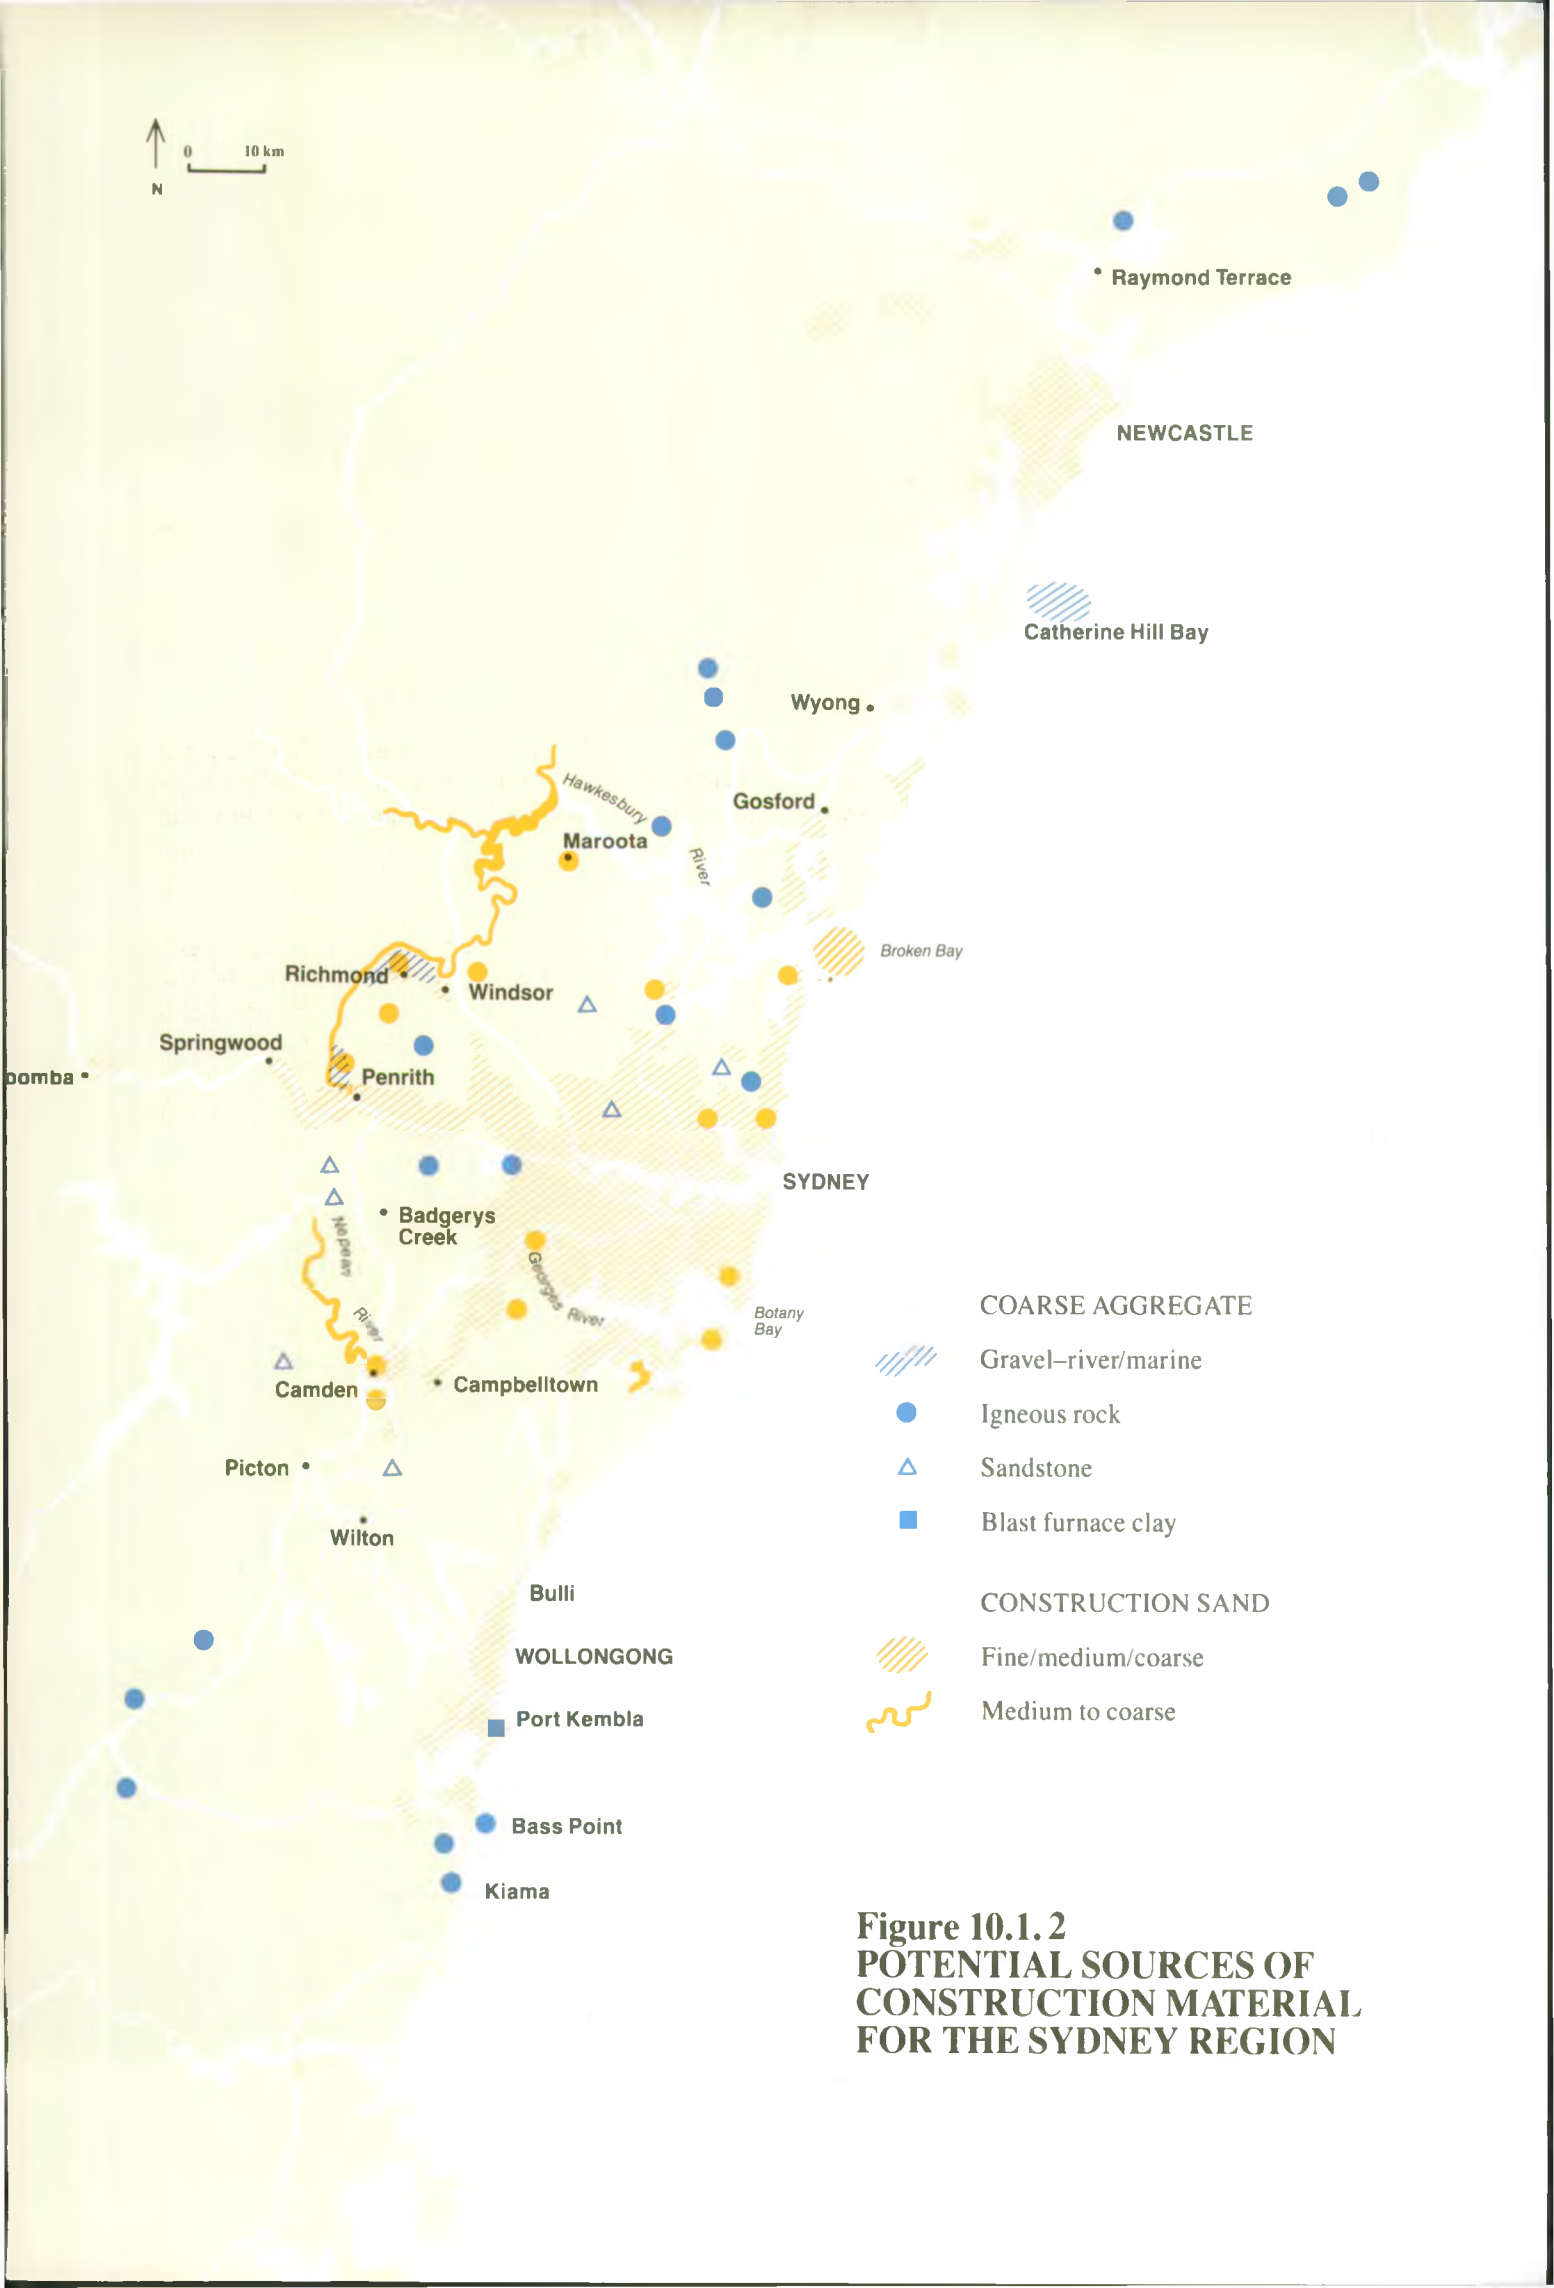 0 10 km
N
Raymond Terrace
NEWCASTLE
Catherine Hill Bay
Wyong
Gosford
Hawkesbury
River
Maroota
Broken Bay
Richmond
Windsor
Springwood
oomba
Penrith
SYDNEY
Badgerys
Creek
Nepean
River
Georges River
Botany
Bay
Camden
Campbelltown
Picton
Wilton
Bulli
WOLLONGONG
Port Kembla
Bass Point
Kiama
COARSE AGGREGATE
Gravel–river/marine
Igneous rock
Sandstone
Blast furnace clay
CONSTRUCTION SAND
Fine/medium/coarse
Medium to coarse
Figure 10.1.2
POTENTIAL SOURCES OF
CONSTRUCTION MATERIAL
FOR THE SYDNEY REGION